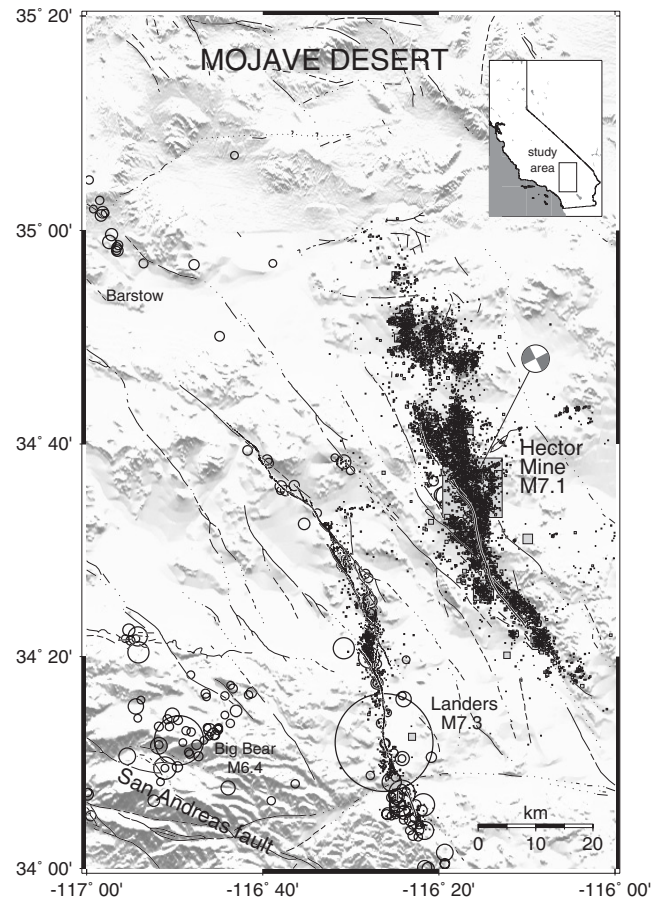 35° 20'
MOJAVE DESERT
study
area
35° 00'
Barstow
34° 40'
Hector
Mine
M7.1
34° 20'
Landers
M7.3
Big Bear
M6.4
San Andreas fault
km
0 10 20
34° 00'
-117° 00' -116° 40' -116° 20' -116° 00'